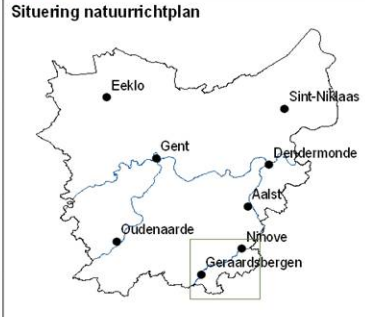 Situering natuurrichtplan
Eeklo
Sint-Niklaas
Gent
Dendermonde
Aalst
Oudenaarde
Ninove
Geraardsbergen